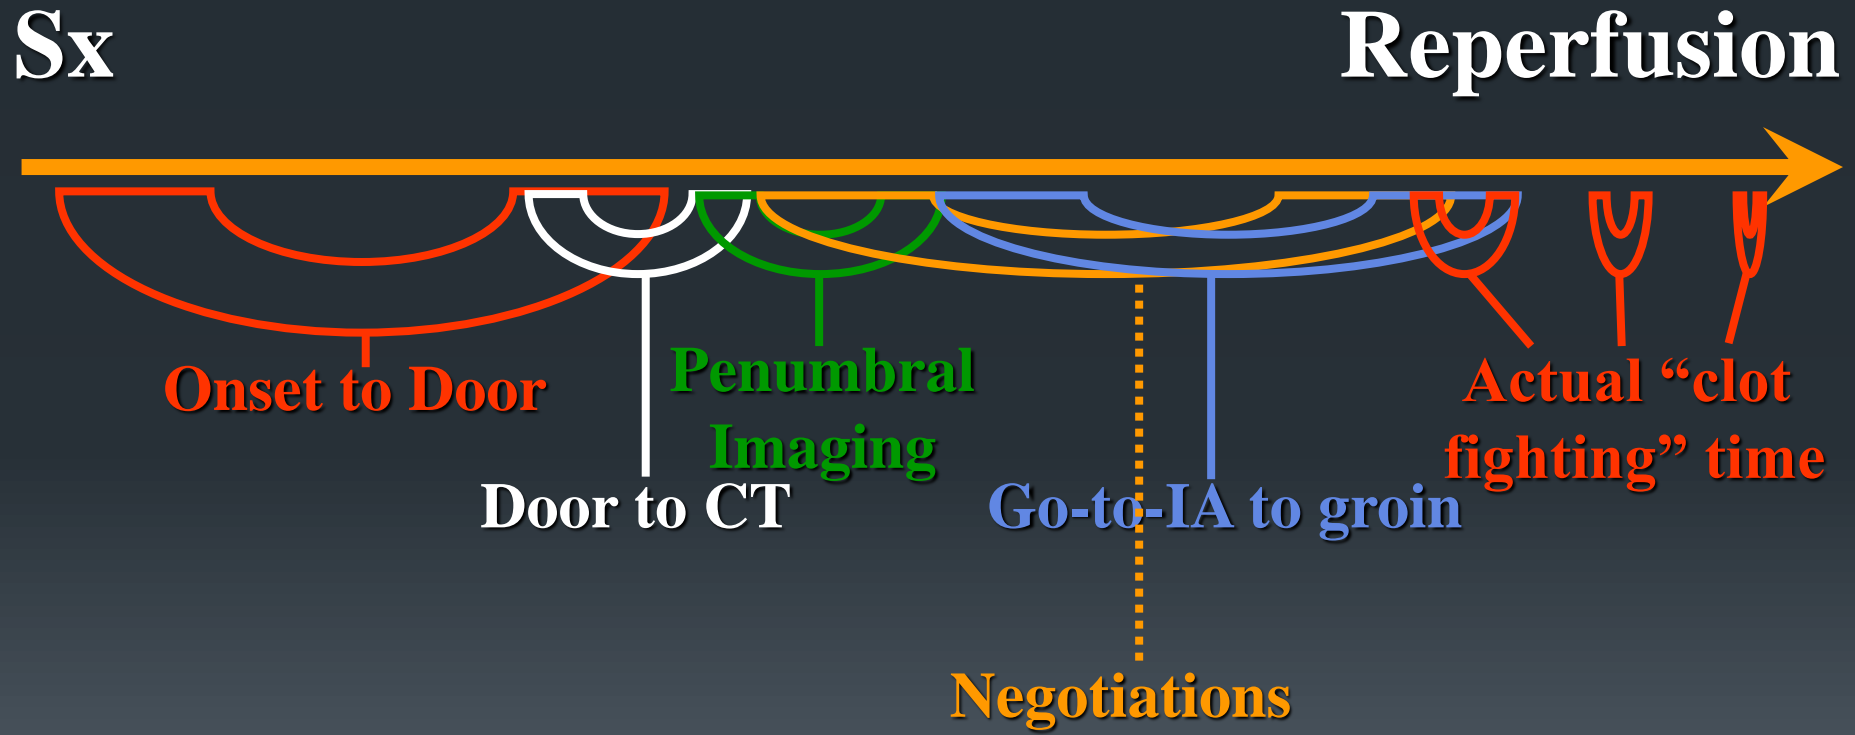 Sx
Reperfusion
Onset to Door
Penumbral
Imaging
Actual “clot
fighting” time
Door to CT
Go-to-IA to groin
Negotiations